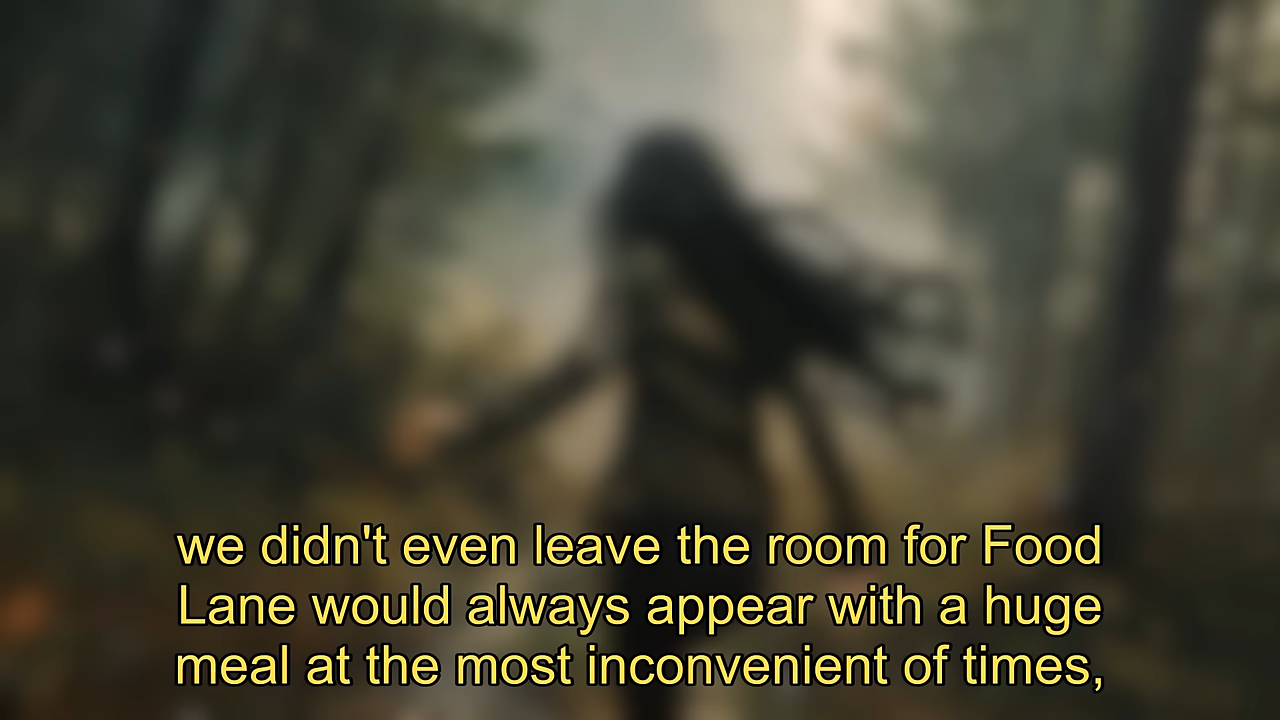 we didn't even leave the room for Food
Lane would always appear with a huge
meal at the most inconvenient of times,